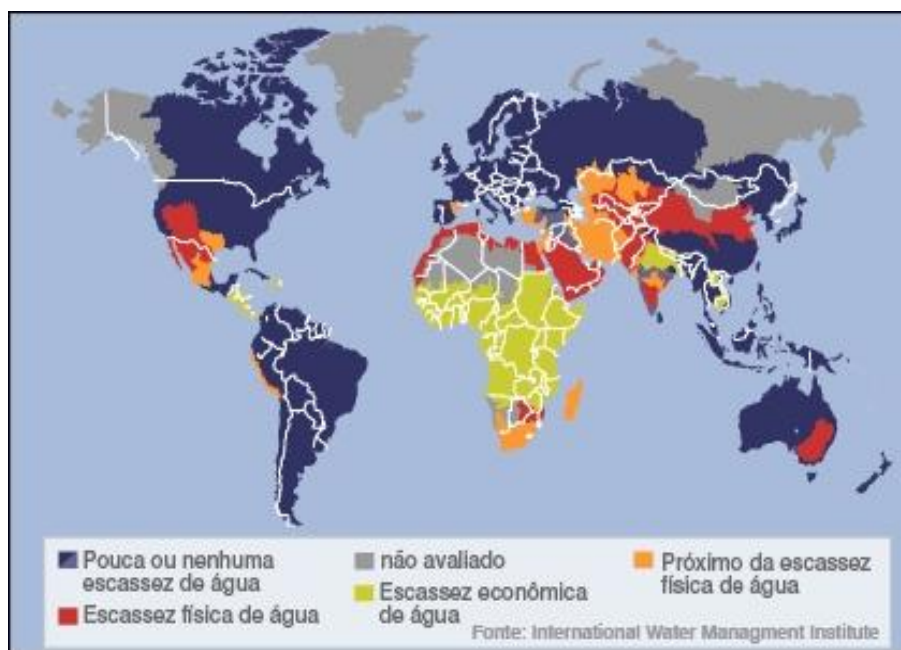 Pouca ou nenhuma
escassez de água
Escassez física de água
não avaliado
Escassez econômica
de água
Próximo da escassez
física de água
Fonte: International Water Managment Institute